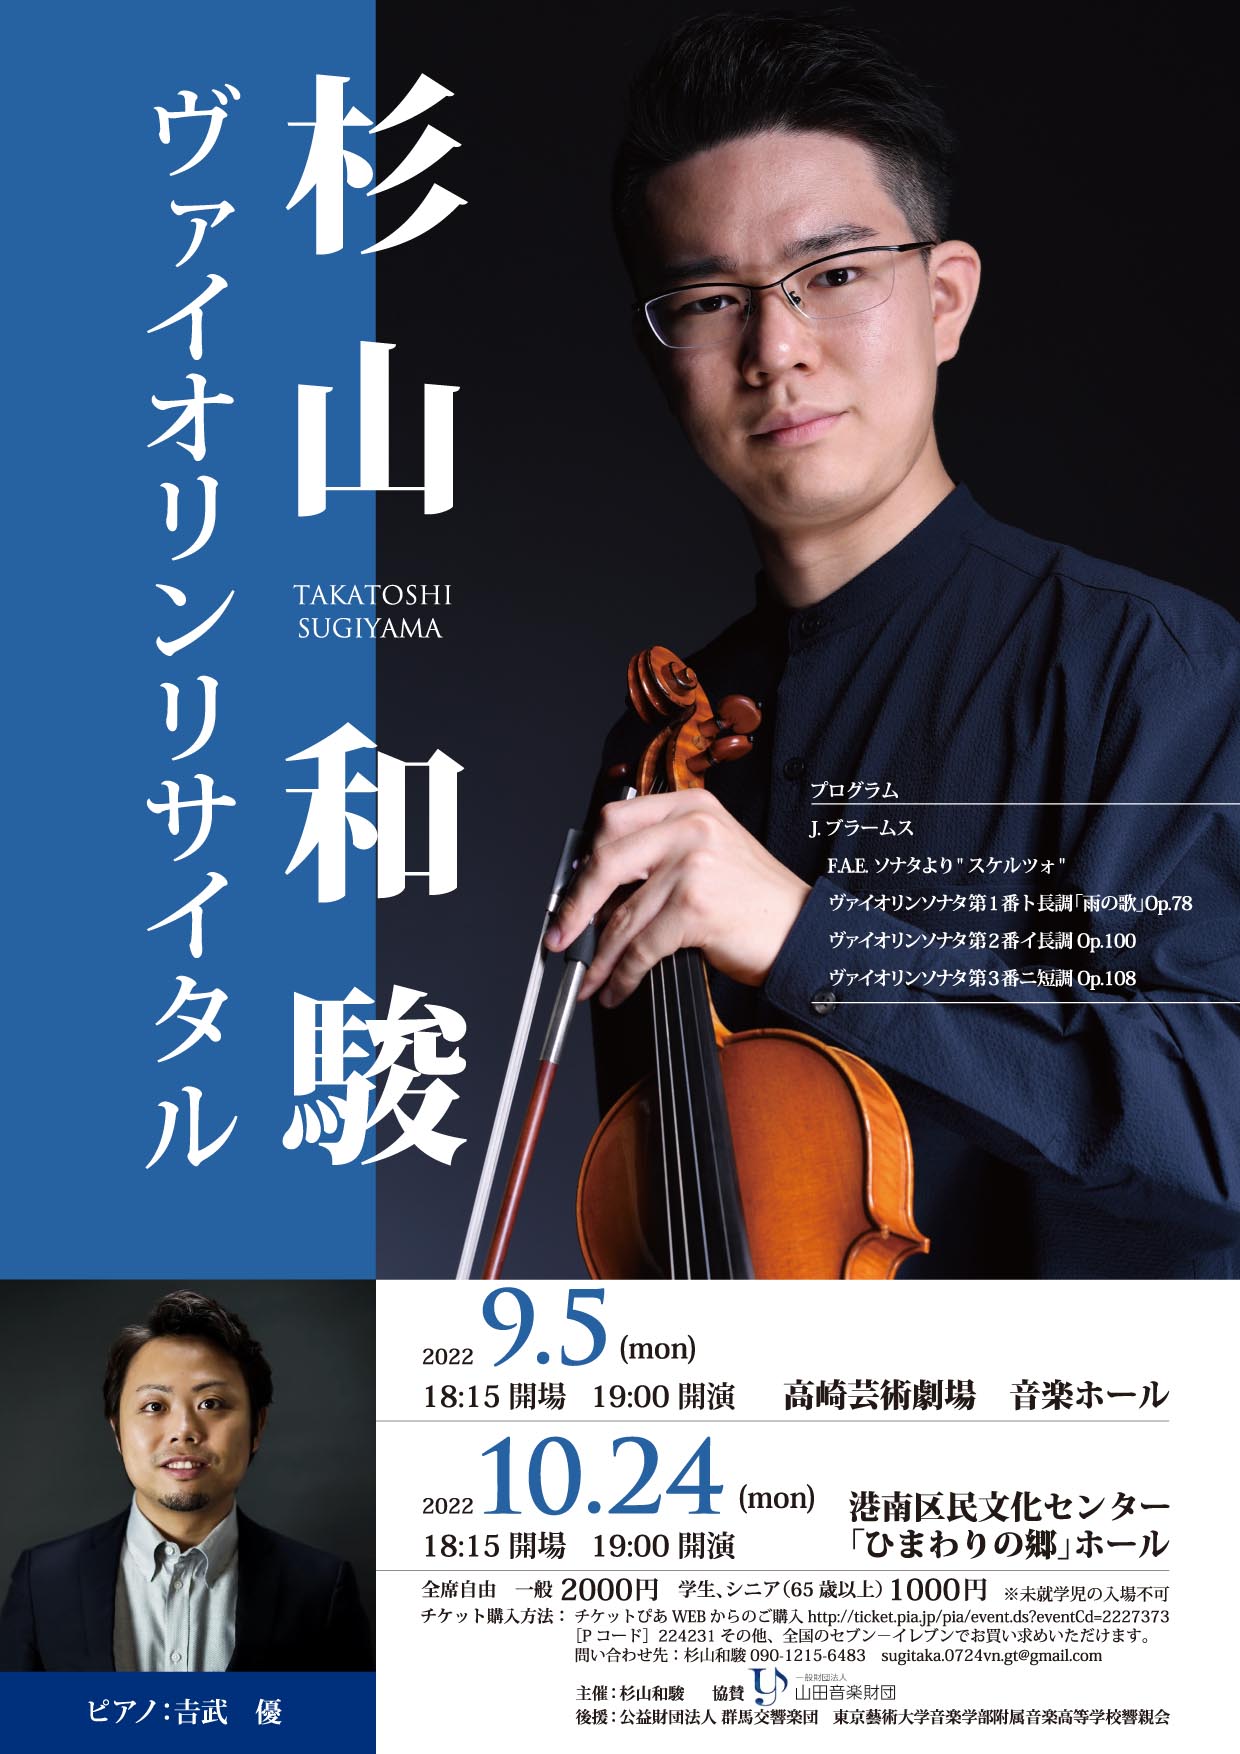 杉山和駿
TAKATOSHI
SUGIYAMA
ヴァイオリンリサイタル
プログラム
J. ブラームス
F.A.E. ソナタより" スケルツォ "
ヴァイオリンソナタ第1番ト長調「雨の歌」Op.78
ヴァイオリンソナタ第2番イ長調 Op.100
ヴァイオリンソナタ第3番ニ短調 Op.108
2022 9.5 (mon)
18:15 開場 19:00 開演 高崎芸術劇場 音楽ホール
2022 10.24 (mon) 港南区民文化センター
18:15 開場 19:00 開演 「ひまわりの郷」ホール
全席自由 一般 2000円 学生、シニア(65歳以上) 1000円 ※未就学児の入場不可
チケット購入方法： チケットぴあ WEB からのご購入 http://ticket.pia.jp/pia/event.ds?eventCd=2227373
[P コード] 224231 その他、全国のセブン−イレブンでお買い求めいただけます。
問い合わせ先：杉山和駿 090-1215-6483 sugitaka.0724vn.gt@gmail.com
主催：杉山和駿 協賛 一般財団法人 山田音楽財団
後援：公益財団法人 群馬交響楽団 東京藝術大学音楽学部附属音楽高等学校響親会
ピアノ：𠮷武 優